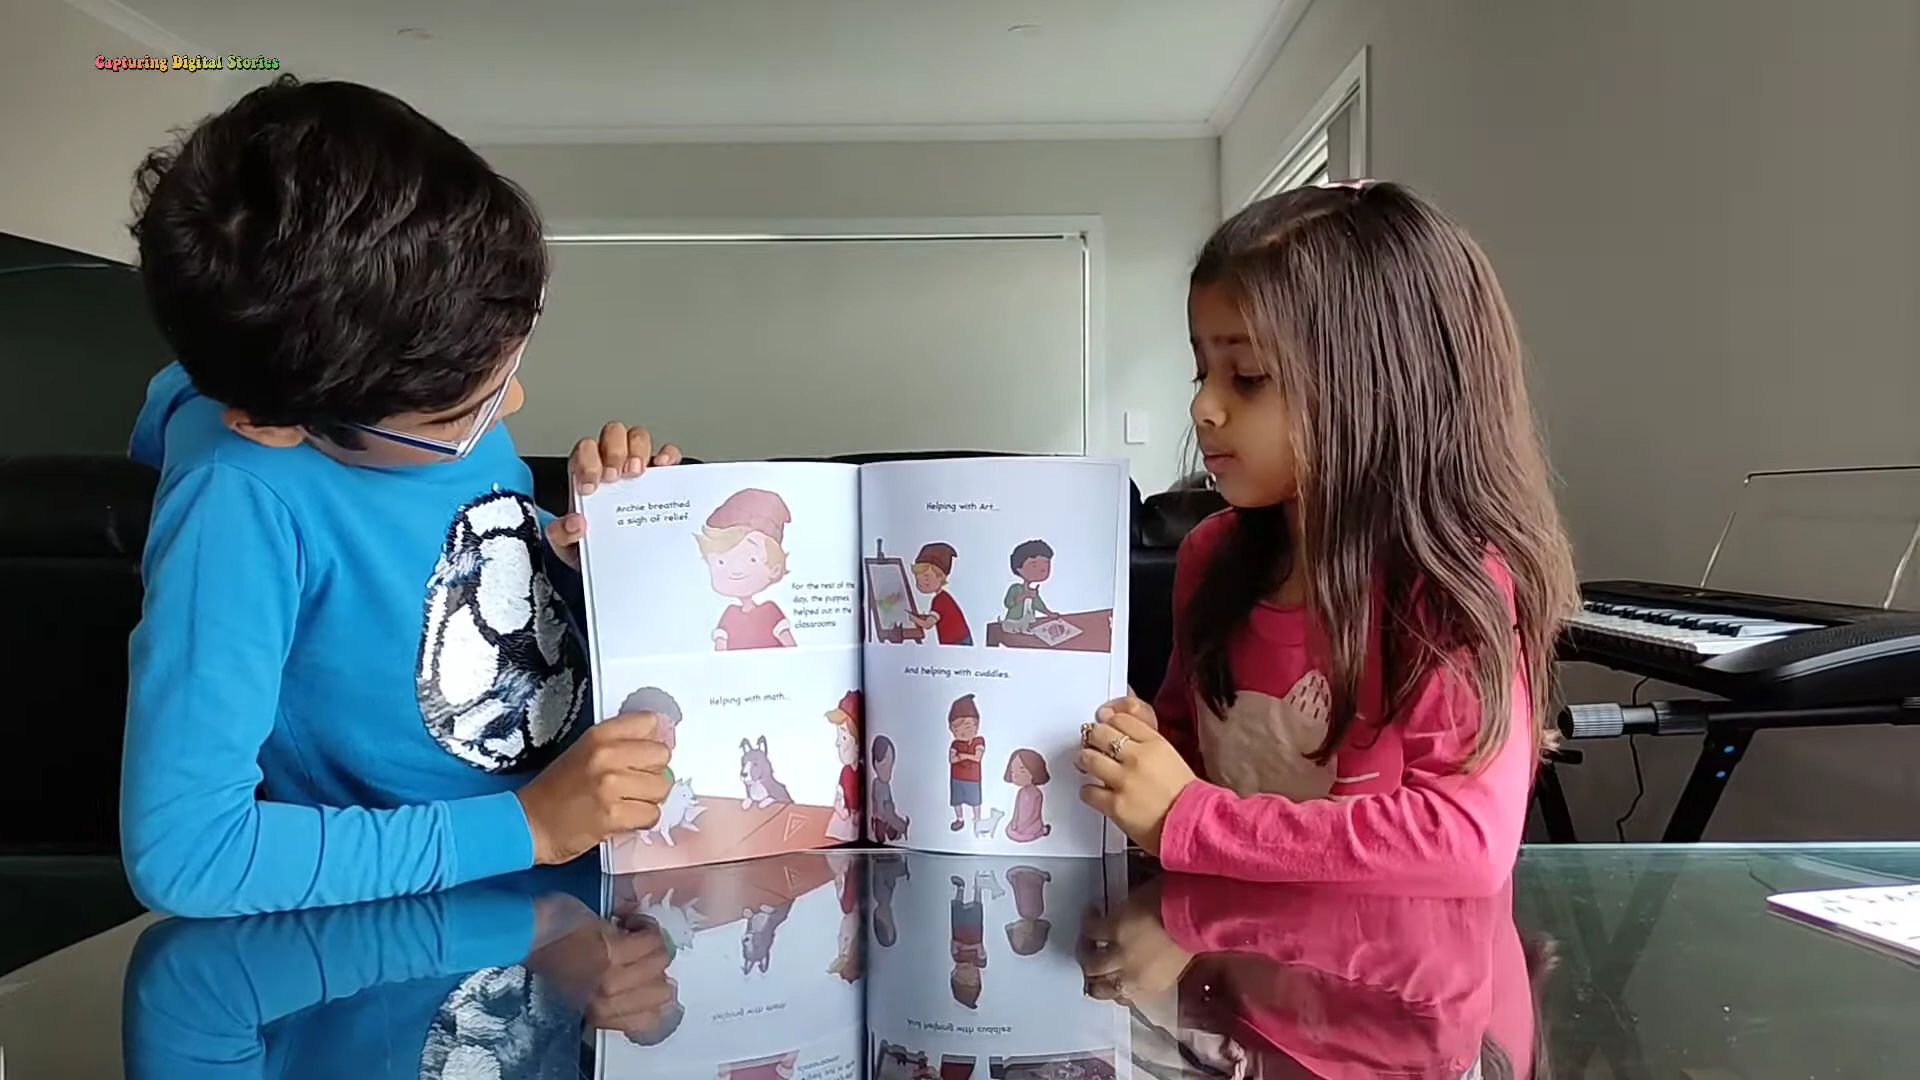 Capturing Digital Stories
Archie breathed
a sigh of relief.
For the rest of the
day, the puppies
helped out in the
classrooms
Helping with math...
Helping with Art...
And helping with cuddles.